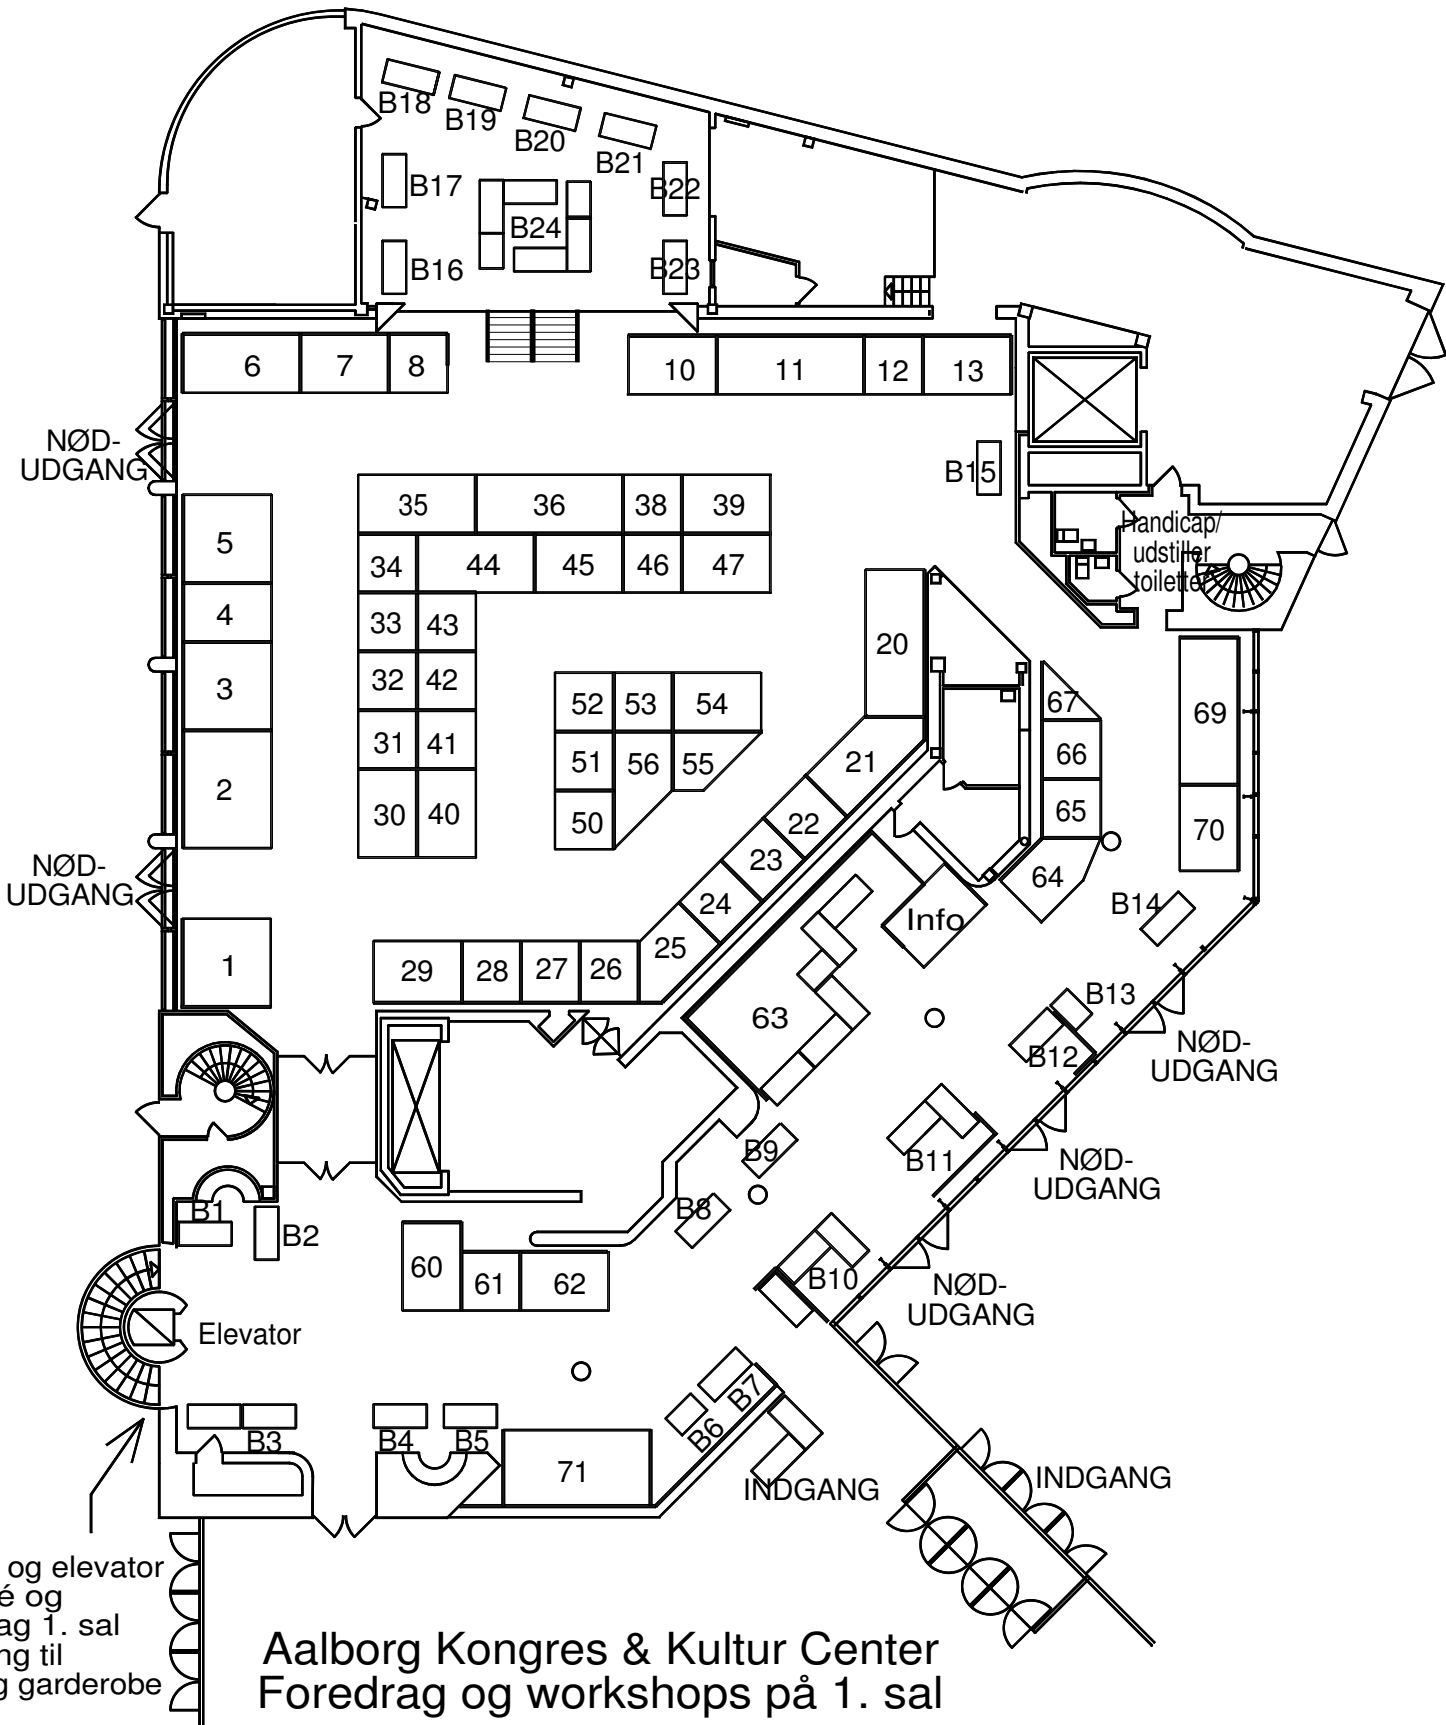 B18
B19
B20
B21
B17
B22
B24
B16
B23
6
7
8
10
11
12
13
NØD-
UDGANG
B15
35
36
38
39
5
34
44
45
46
47
Handicap/
udstiller
toiletter
4
33
43
20
3
32
42
52
53
54
67
69
31
41
51
56
55
21
66
2
30
40
50
22
65
70
NØD-
UDGANG
23
64
24
Info
B14
1
29
28
27
26
25
63
B13
B12
NØD-
UDGANG
B9
B11
NØD-
UDGANG
B1
B2
B8
60
61
62
B10
NØD-
UDGANG
Elevator
B7
B6
B3
B4
B5
71
INDGANG
INDGANG
og elevator
é og
ag 1. sal
ng til
g garderobe
Aalborg Kongres & Kultur Center
Foredrag og workshops på 1. sal